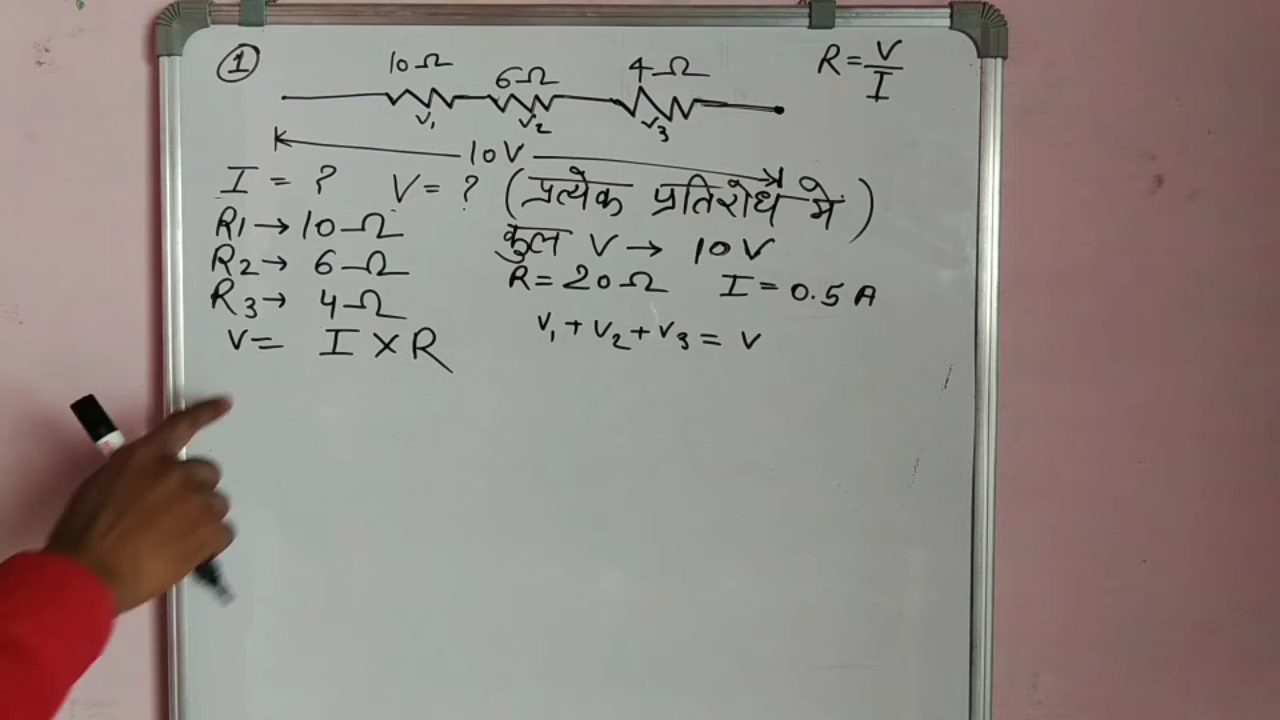 ①
10Ω 6Ω 4Ω
R = V/I
V₁ V₂ V₃
10V
I = ? V = ? (प्रत्येक प्रतिरोध मे)
R1 → 10Ω
कुल V → 10V
R2 → 6Ω
R = 20Ω I = 0.5 A
R3 → 4Ω
V₁ + V₂ + V₃ = V
V = I × R